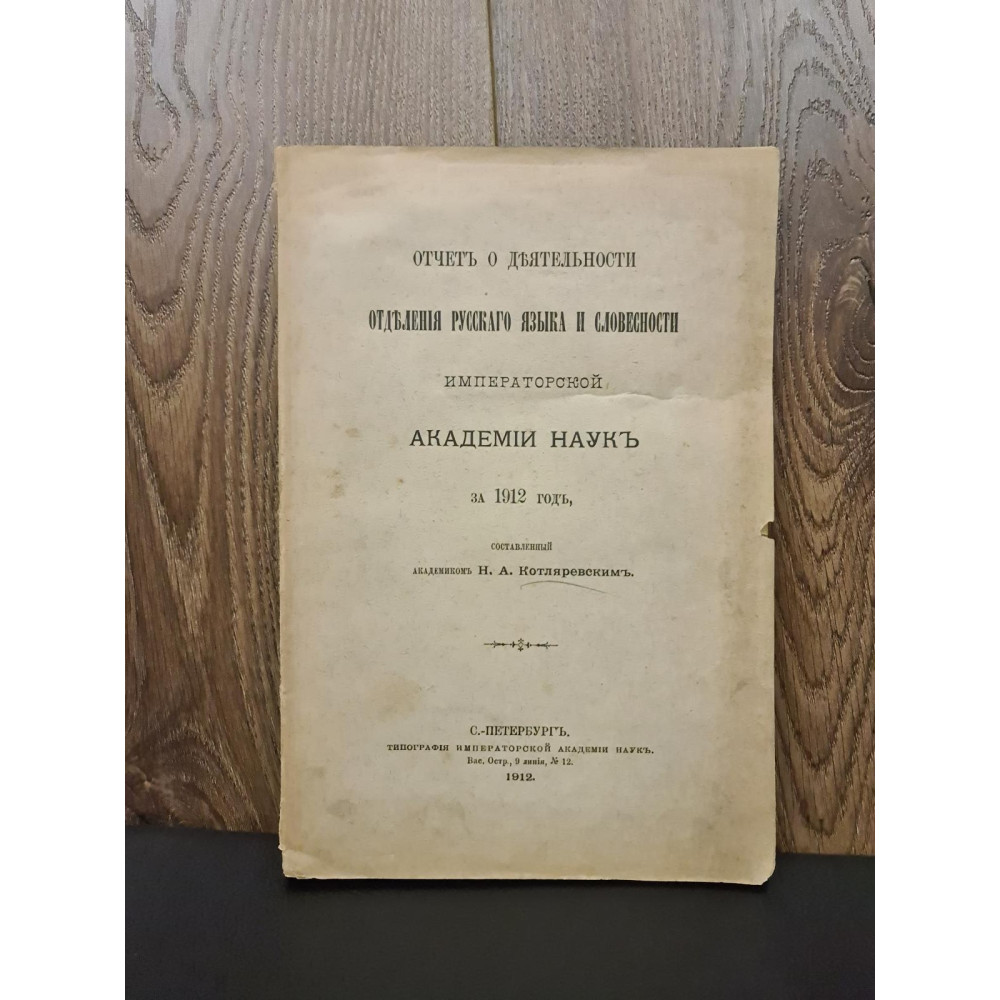 ОТЧЕТЪ О ДѢЯТЕЛЬНОСТИ
ОТДѢЛЕНІЯ РУССКАГО ЯЗЫКА И СЛОВЕСНОСТИ
ИМПЕРАТОРСКОЙ
АКАДЕМІИ НАУКЪ
ЗА 1912 ГОДЪ,
СОСТАВЛЕННЫЙ
АКАДЕМИКОМЪ Н. А. КОТЛЯРЕВСКИМЪ.
С.-ПЕТЕРБУРГЪ.
ТИПОГРАФІЯ ИМПЕРАТОРСКОЙ АКАДЕМІИ НАУКЪ.
Вас. Остр., 9 линія, № 12.
1912.